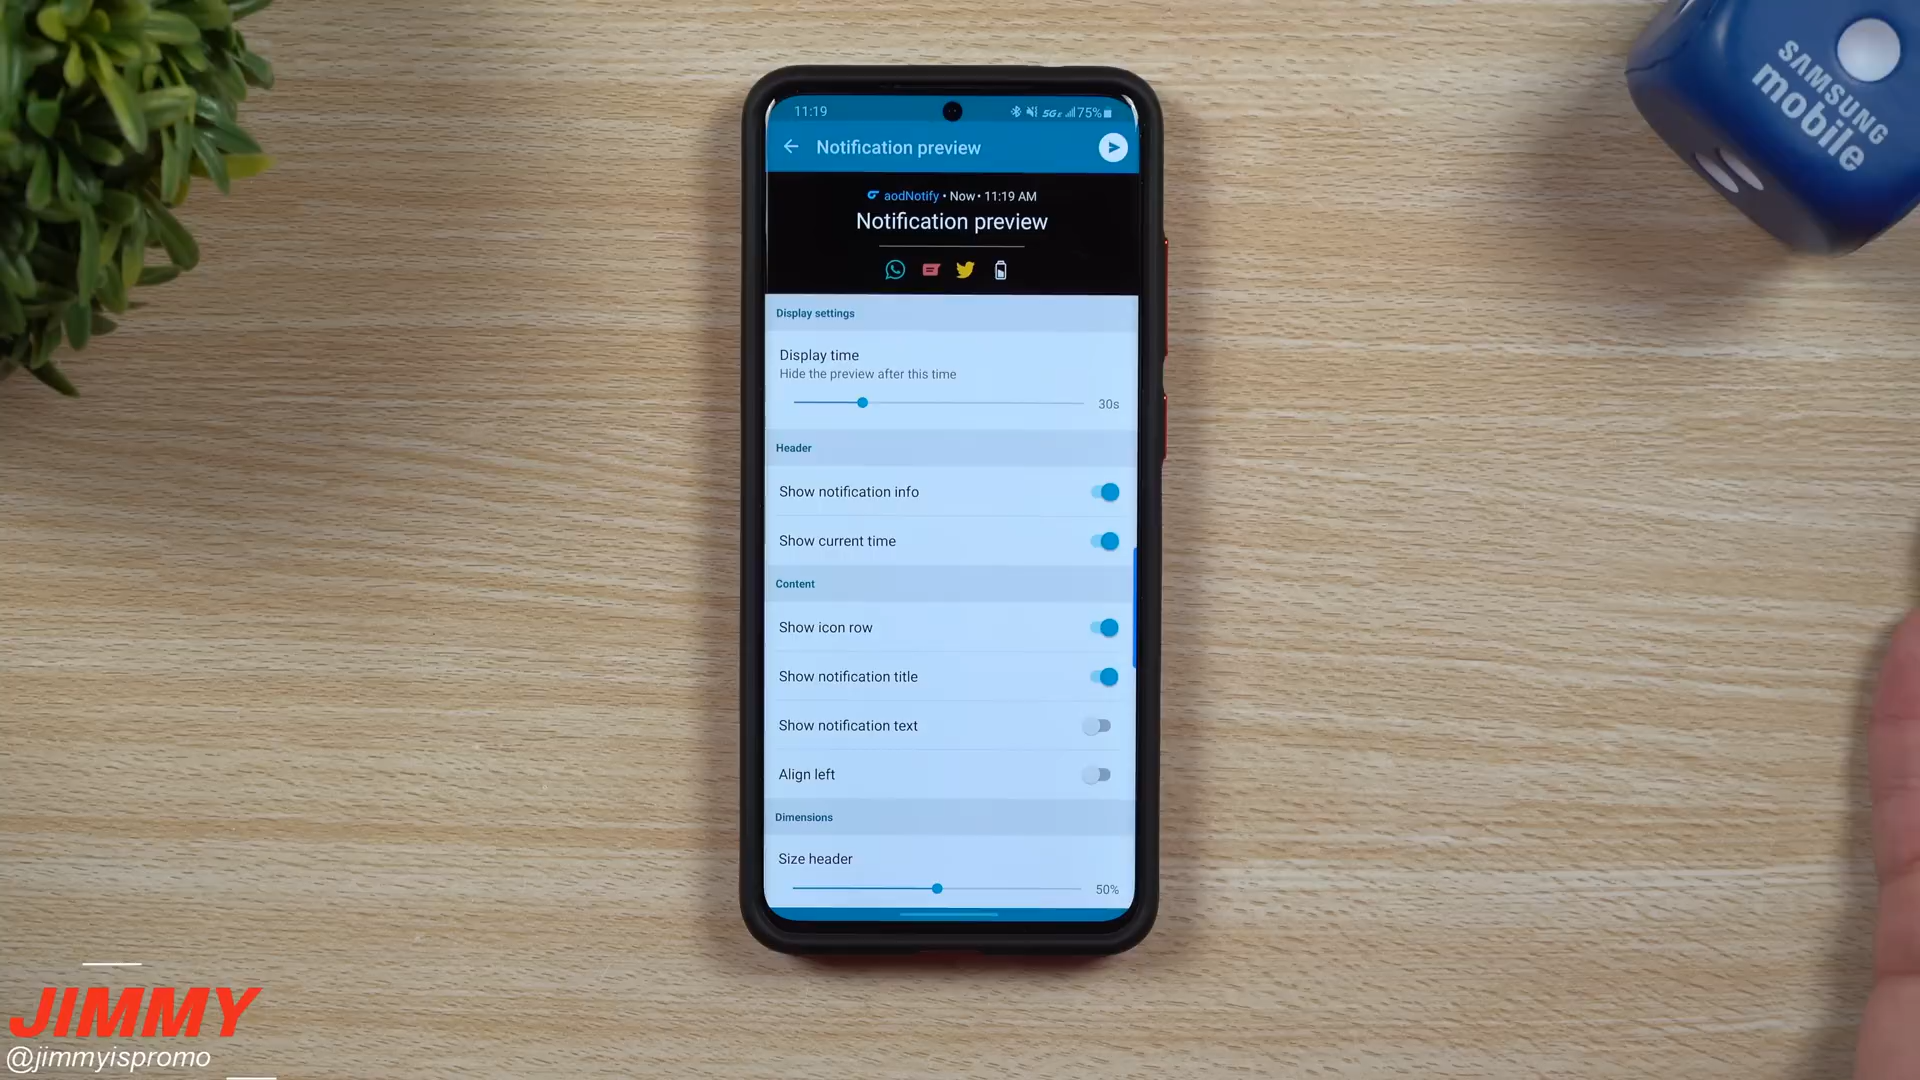 11:19
5GE 75%
Notification preview
aodNotify • Now • 11:19 AM
Notification preview
Display settings
Display time
Hide the preview after this time
30s
Header
Show notification info
Show current time
Content
Show icon row
Show notification title
Show notification text
Align left
Dimensions
Size header
50%
SAMSUNG
mobile
JIMMY
@jimmyispromo